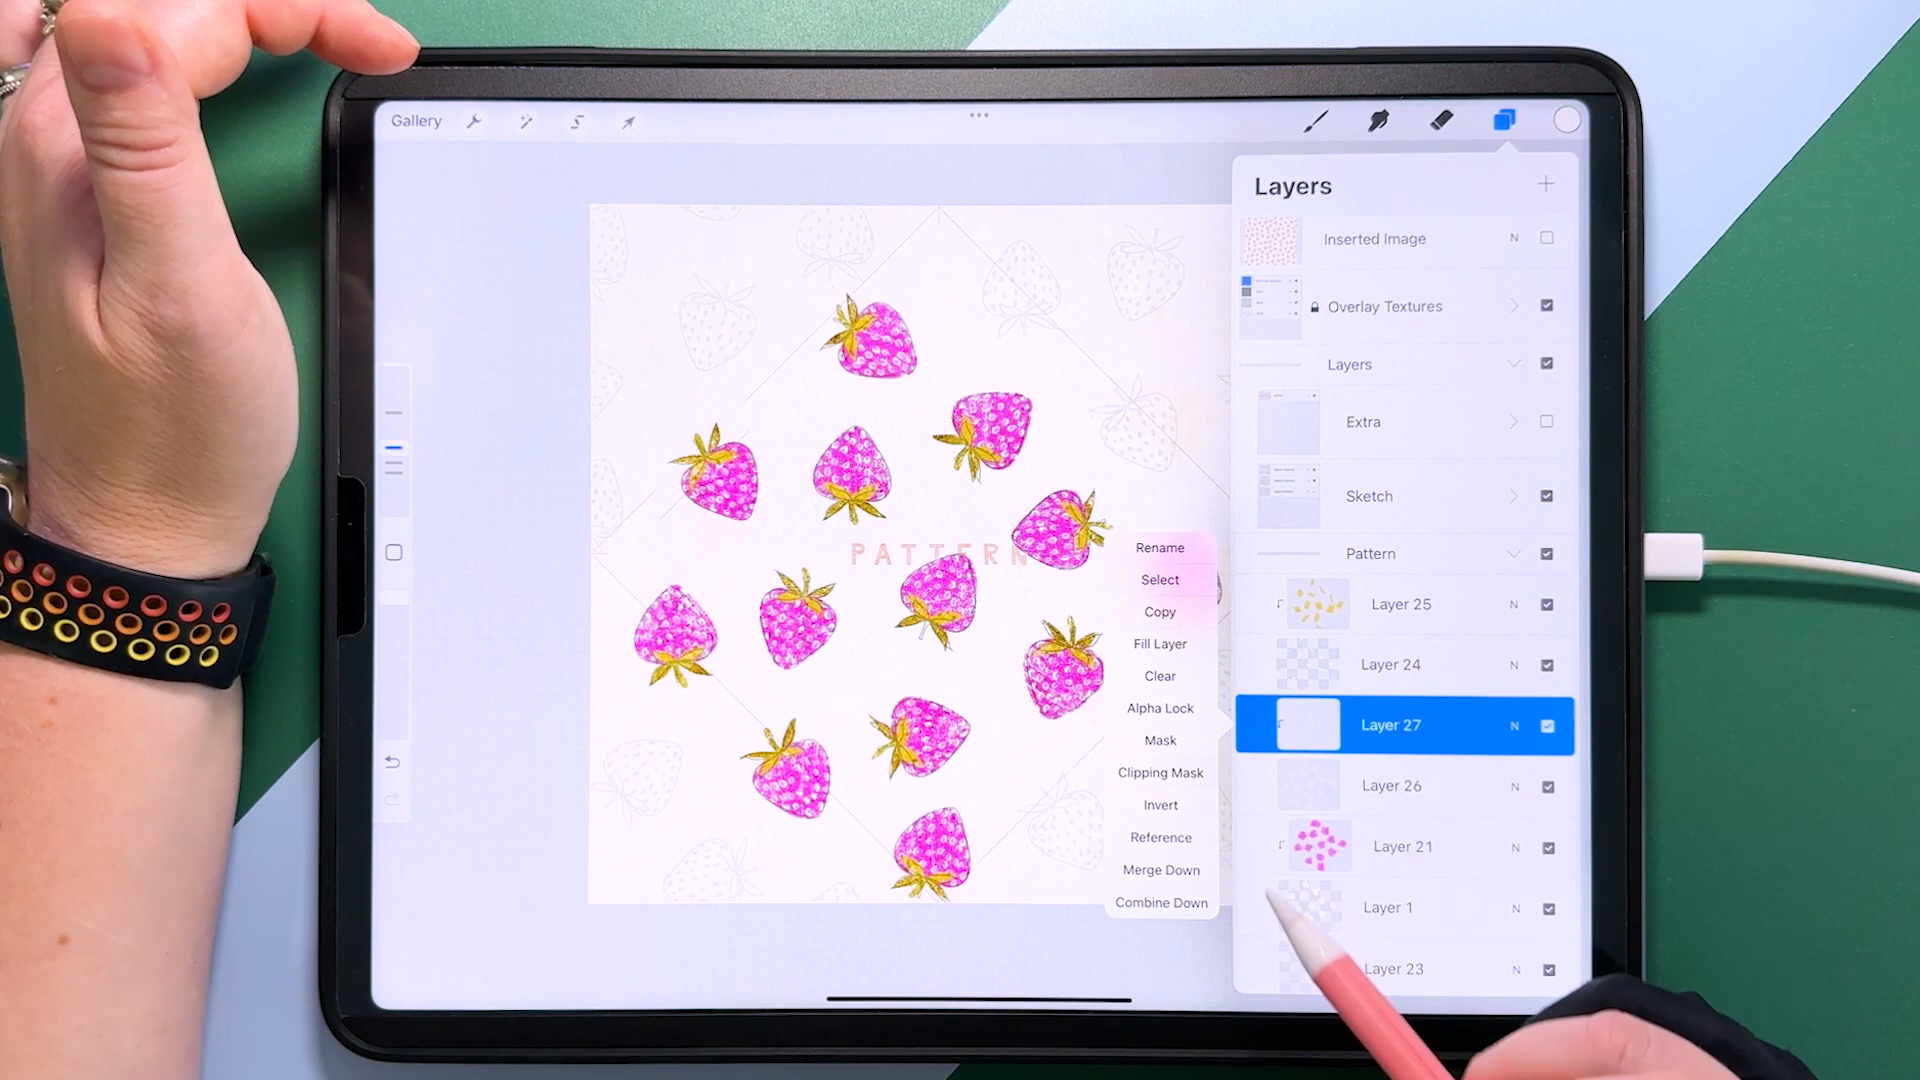 Gallery
Layers
Inserted Image N
Overlay Textures
Layers
Extra
Sketch
Pattern
Layer 25 N
Layer 24 N
Layer 27 N
Layer 26 N
Layer 21 N
Layer 1 N
Layer 23 N
Rename
Select
Copy
Fill Layer
Clear
Alpha Lock
Mask
Clipping Mask
Invert
Reference
Merge Down
Combine Down
PATTERN